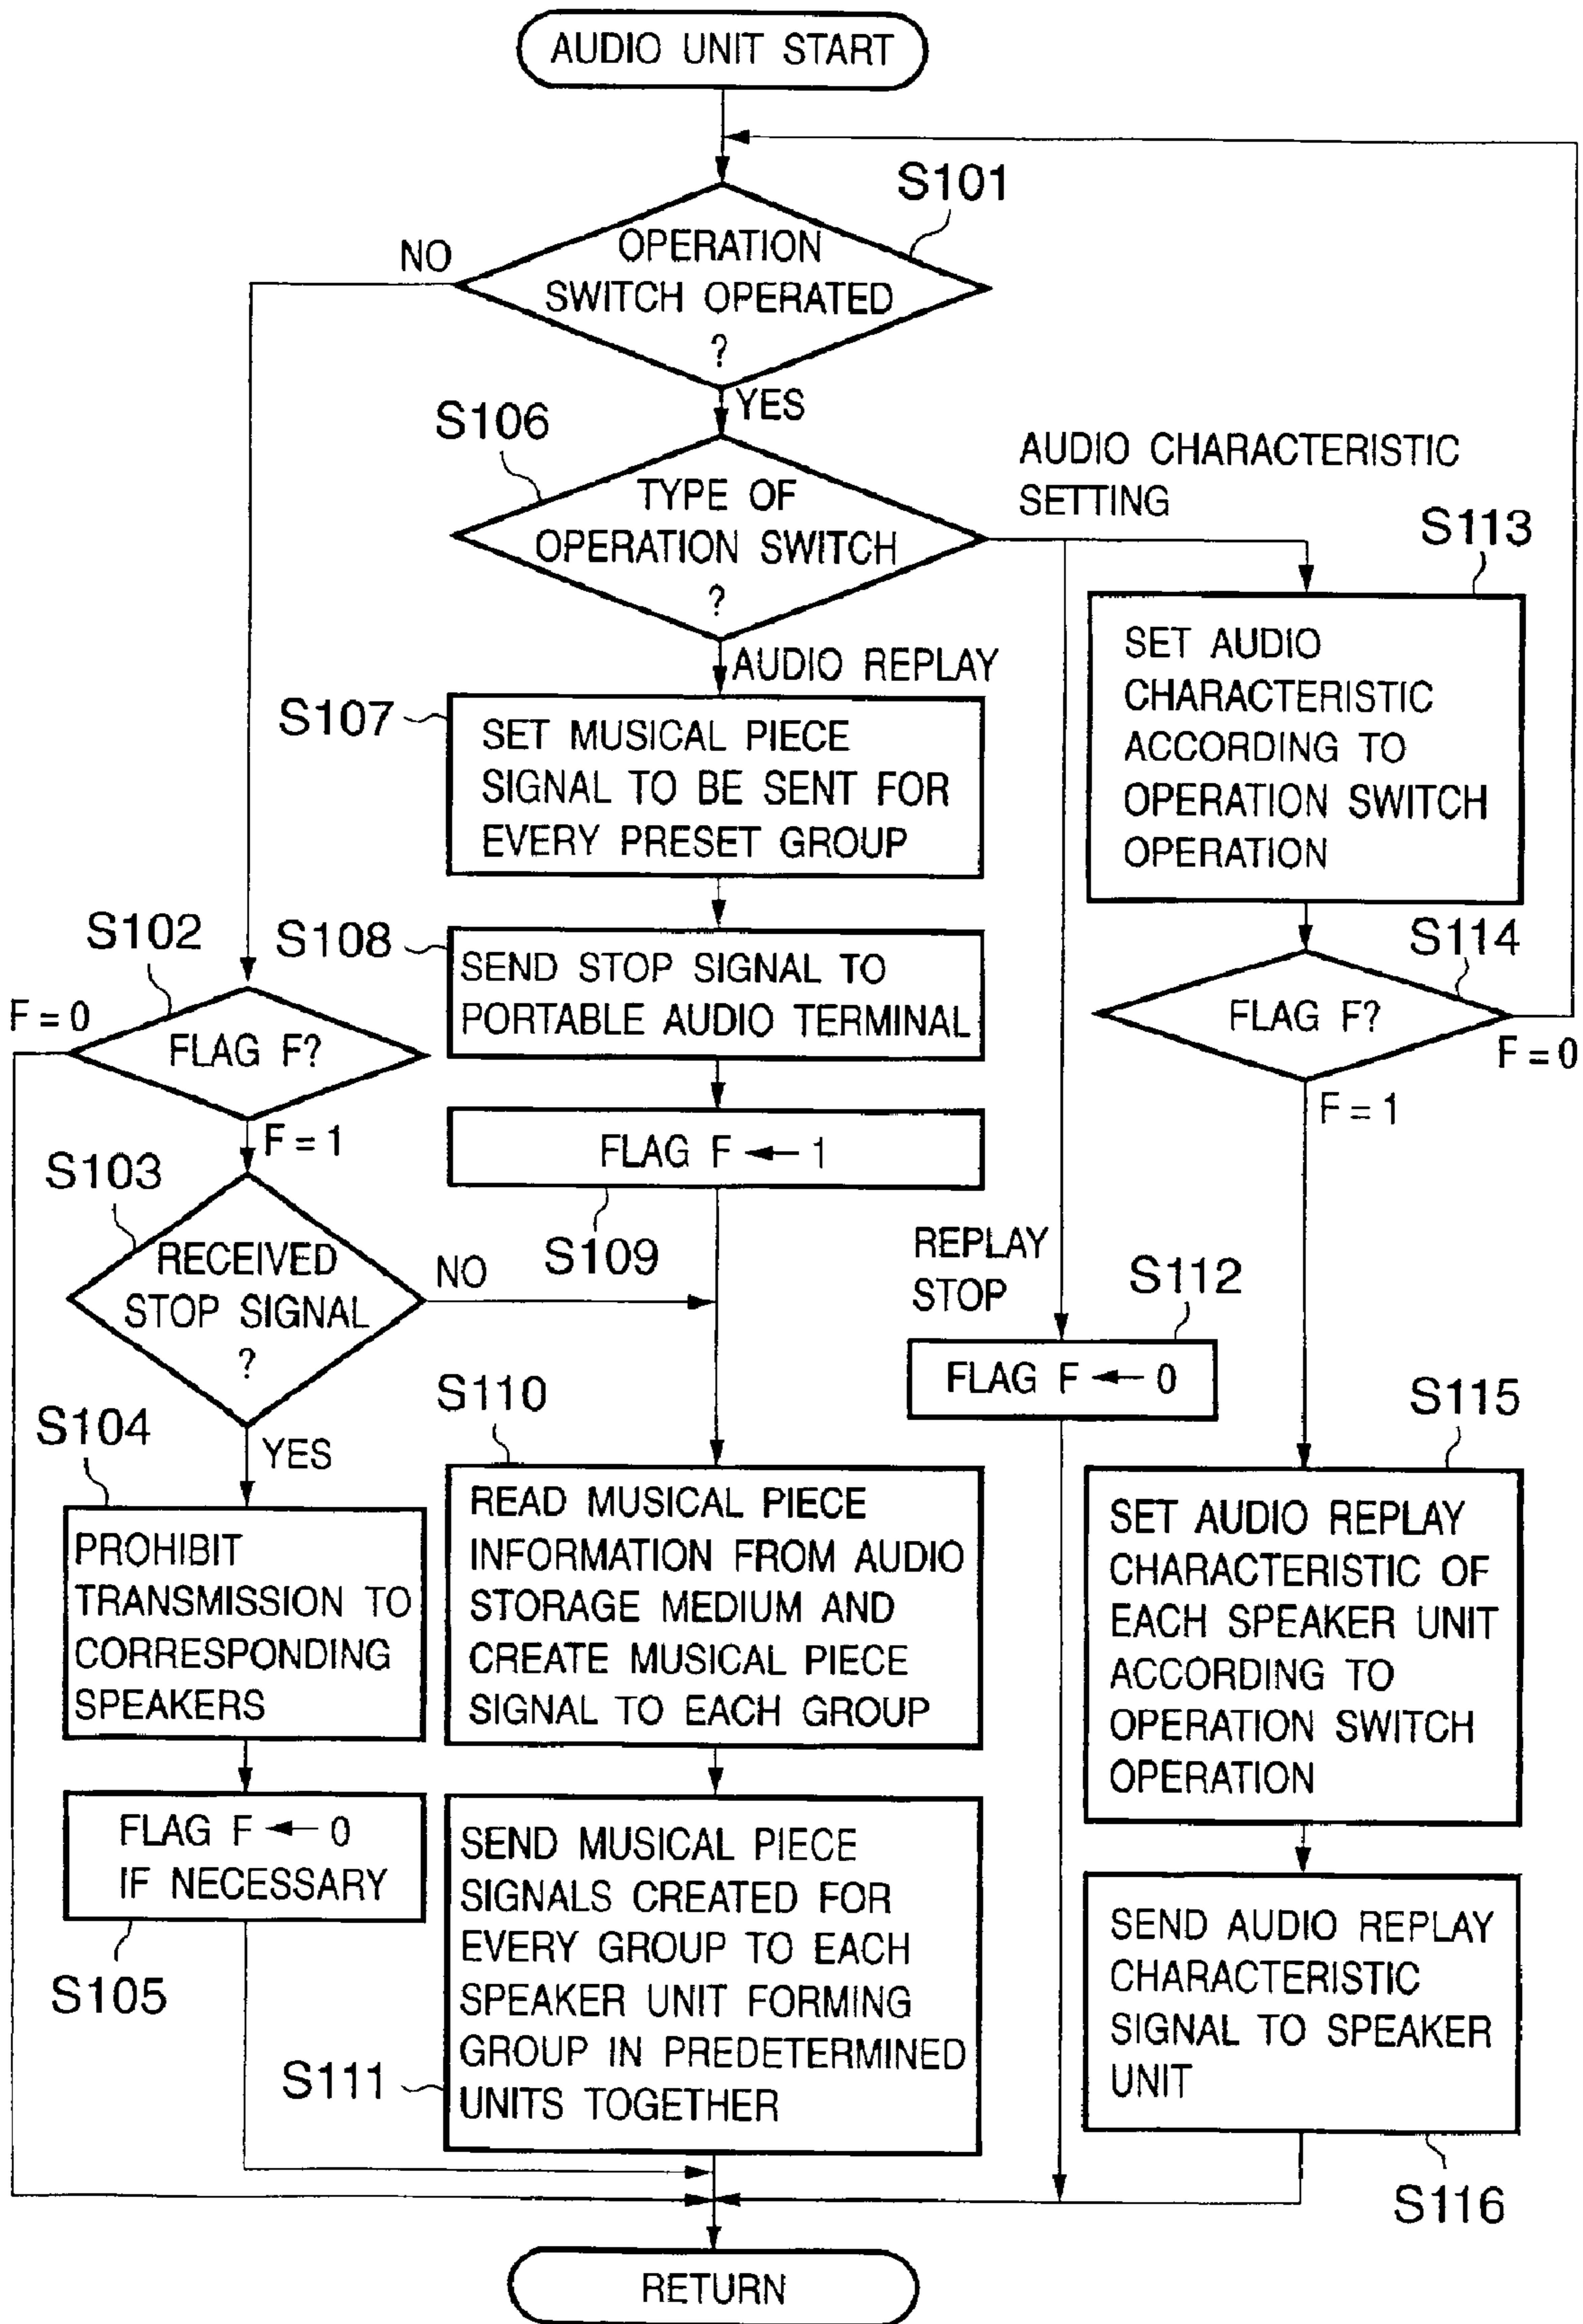 AUDIO UNIT START
S101
NO
OPERATION
SWITCH OPERATED
?
YES
S106
TYPE OF
OPERATION SWITCH
?
AUDIO CHARACTERISTIC
SETTING
AUDIO REPLAY
S107
SET MUSICAL PIECE
SIGNAL TO BE SENT FOR
EVERY PRESET GROUP
S113
SET AUDIO
CHARACTERISTIC
ACCORDING TO
OPERATION SWITCH
OPERATION
S102
F = 0
FLAG F?
F = 1
S108
SEND STOP SIGNAL TO
PORTABLE AUDIO TERMINAL
S114
FLAG F?
F = 0
F = 1
FLAG F ← 1
S109
S103
RECEIVED
STOP SIGNAL
?
NO
YES
REPLAY
STOP
S112
FLAG F ← 0
S104
PROHIBIT
TRANSMISSION TO
CORRESPONDING
SPEAKERS
S110
READ MUSICAL PIECE
INFORMATION FROM AUDIO
STORAGE MEDIUM AND
CREATE MUSICAL PIECE
SIGNAL TO EACH GROUP
S115
SET AUDIO REPLAY
CHARACTERISTIC OF
EACH SPEAKER UNIT
ACCORDING TO
OPERATION SWITCH
OPERATION
FLAG F ← 0
IF NECESSARY
S105
SEND MUSICAL PIECE
SIGNALS CREATED FOR
EVERY GROUP TO EACH
SPEAKER UNIT FORMING
GROUP IN PREDETERMINED
UNITS TOGETHER
S111
SEND AUDIO REPLAY
CHARACTERISTIC
SIGNAL TO SPEAKER
UNIT
S116
RETURN